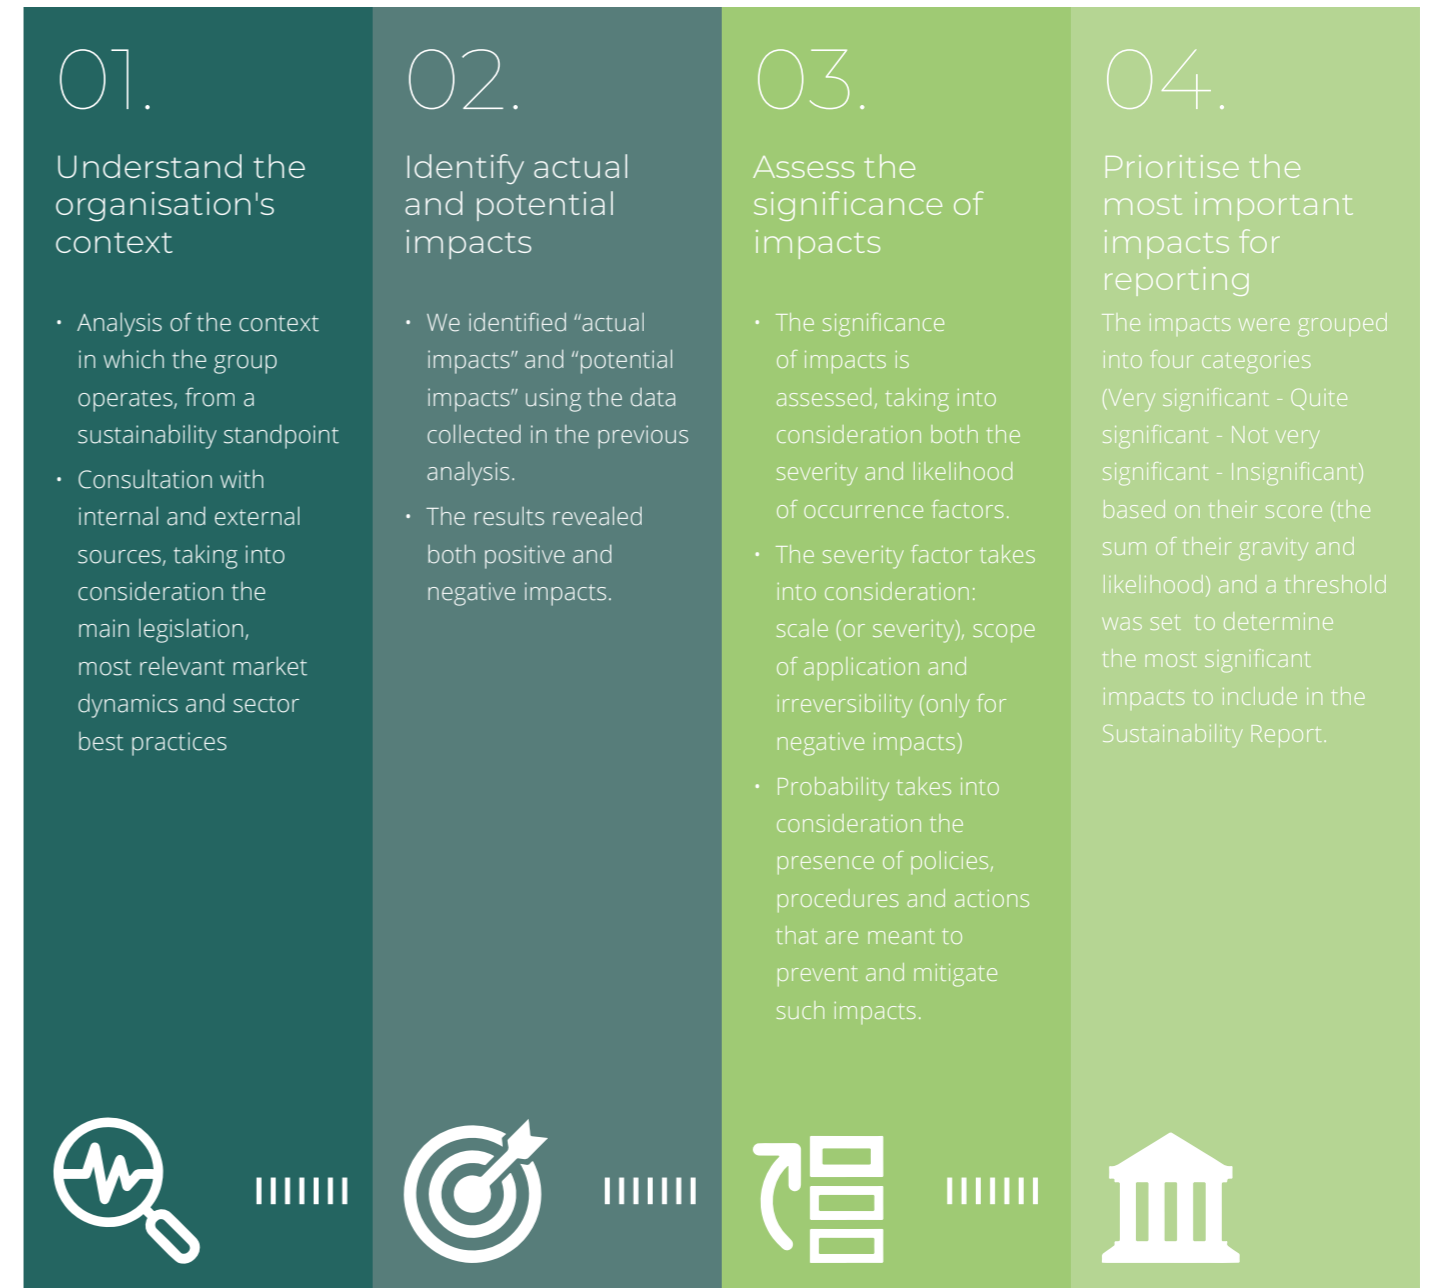 01.
Understand the
organisation's
context
• Analysis of the context
in which the group
operates, from a
sustainability standpoint
• Consultation with
internal and external
sources, taking into
consideration the
main legislation,
most relevant market
dynamics and sector
best practices
02.
Identify actual
and potential
impacts
• We identified “actual
impacts” and “potential
impacts” using the data
collected in the previous
analysis.
• The results revealed
both positive and
negative impacts.
03.
Assess the
significance of
impacts
• The significance
of impacts is
assessed, taking into
consideration both the
severity and likelihood
of occurrence factors.
• The severity factor takes
into consideration:
scale (or severity), scope
of application and
irreversibility (only for
negative impacts)
• Probability takes into
consideration the
presence of policies,
procedures and actions
that are meant to
prevent and mitigate
such impacts.
04.
Prioritise the
most important
impacts for
reporting
The impacts were grouped
into four categories
(Very significant - Quite
significant - Not very
significant - Insignificant)
based on their score (the
sum of their gravity and
likelihood) and a threshold
was set  to determine
the most significant
impacts to include in the
Sustainability Report.